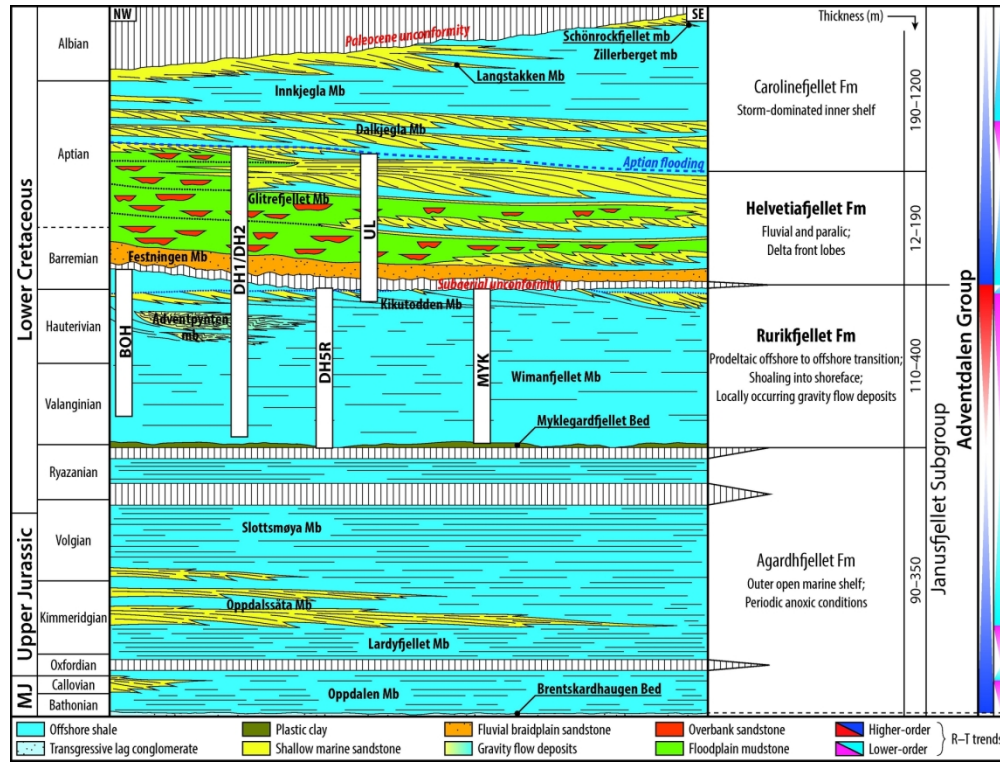 NW
SE
Thickness (m)
Lower Cretaceous
Upper Jurassic
MJ
Albian
Aptian
Barremian
Hauterivian
Valanginian
Ryazanian
Volgian
Kimmeridgian
Oxfordian
Callovian
Bathonian
Paleocene unconformity
Schönrockfjellet mb
Zillerberget mb
Langstakken Mb
Innkjegla Mb
Dalkjegla Mb
Aptian flooding
Glitrefjellet Mb
Festningen Mb
Subaerial unconformity
Kikutodden Mb
Adventpynten
mb
Wimanfjellet Mb
Myklegardfjellet Bed
BOH
DH1/DH2
DH5R
UL
MYK
Slottsmøya Mb
Oppdalssåta Mb
Lardyfjellet Mb
Oppdalen Mb
Brentskardhaugen Bed
Carolinefjellet Fm
Storm-dominated inner shelf
190–1200
Helvetiafjellet Fm
Fluvial and paralic;
Delta front lobes
12–190
Rurikfjellet Fm
Prodeltaic offshore to offshore transition;
Shoaling into shoreface;
Locally occurring gravity flow deposits
110–400
Agardhfjellet Fm
Outer open marine shelf;
Periodic anoxic conditions
90–350
Janusfjellet Subgroup
Adventdalen Group
Offshore shale
Plastic clay
Fluvial braidplain sandstone
Overbank sandstone
Higher-order
Transgressive lag conglomerate
Shallow marine sandstone
Gravity flow deposits
Floodplain mudstone
Lower-order
R–T trends